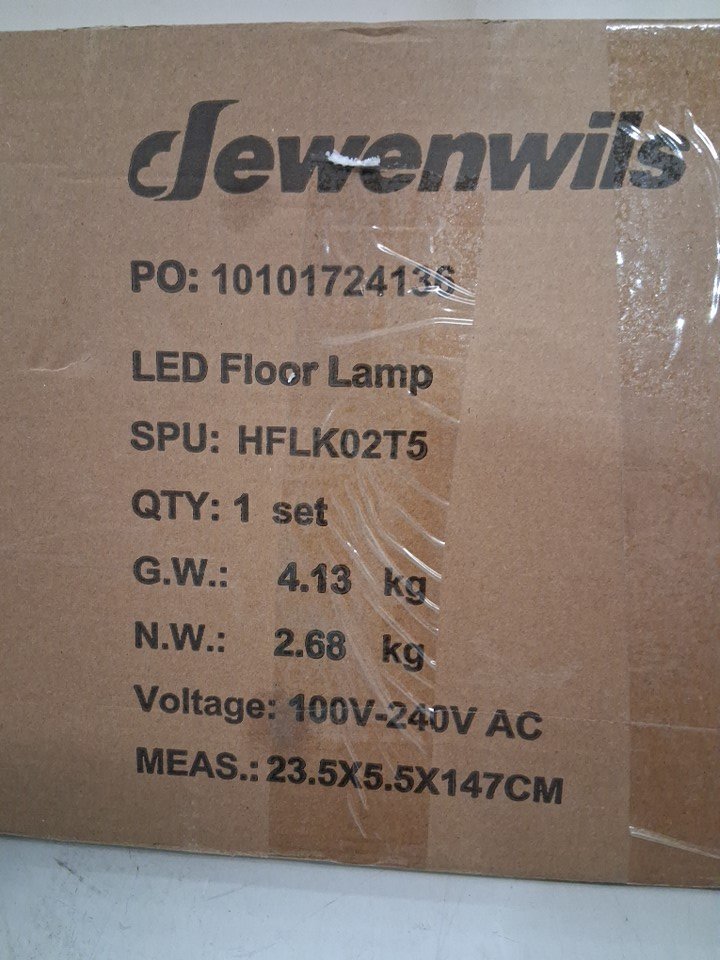 dewenwils
PO: 10101724136
LED Floor Lamp
SPU: HFLK02T5
QTY: 1 set
G.W.: 4.13 kg
N.W.: 2.68 kg
Voltage: 100V-240V AC
MEAS.: 23.5X5.5X147CM